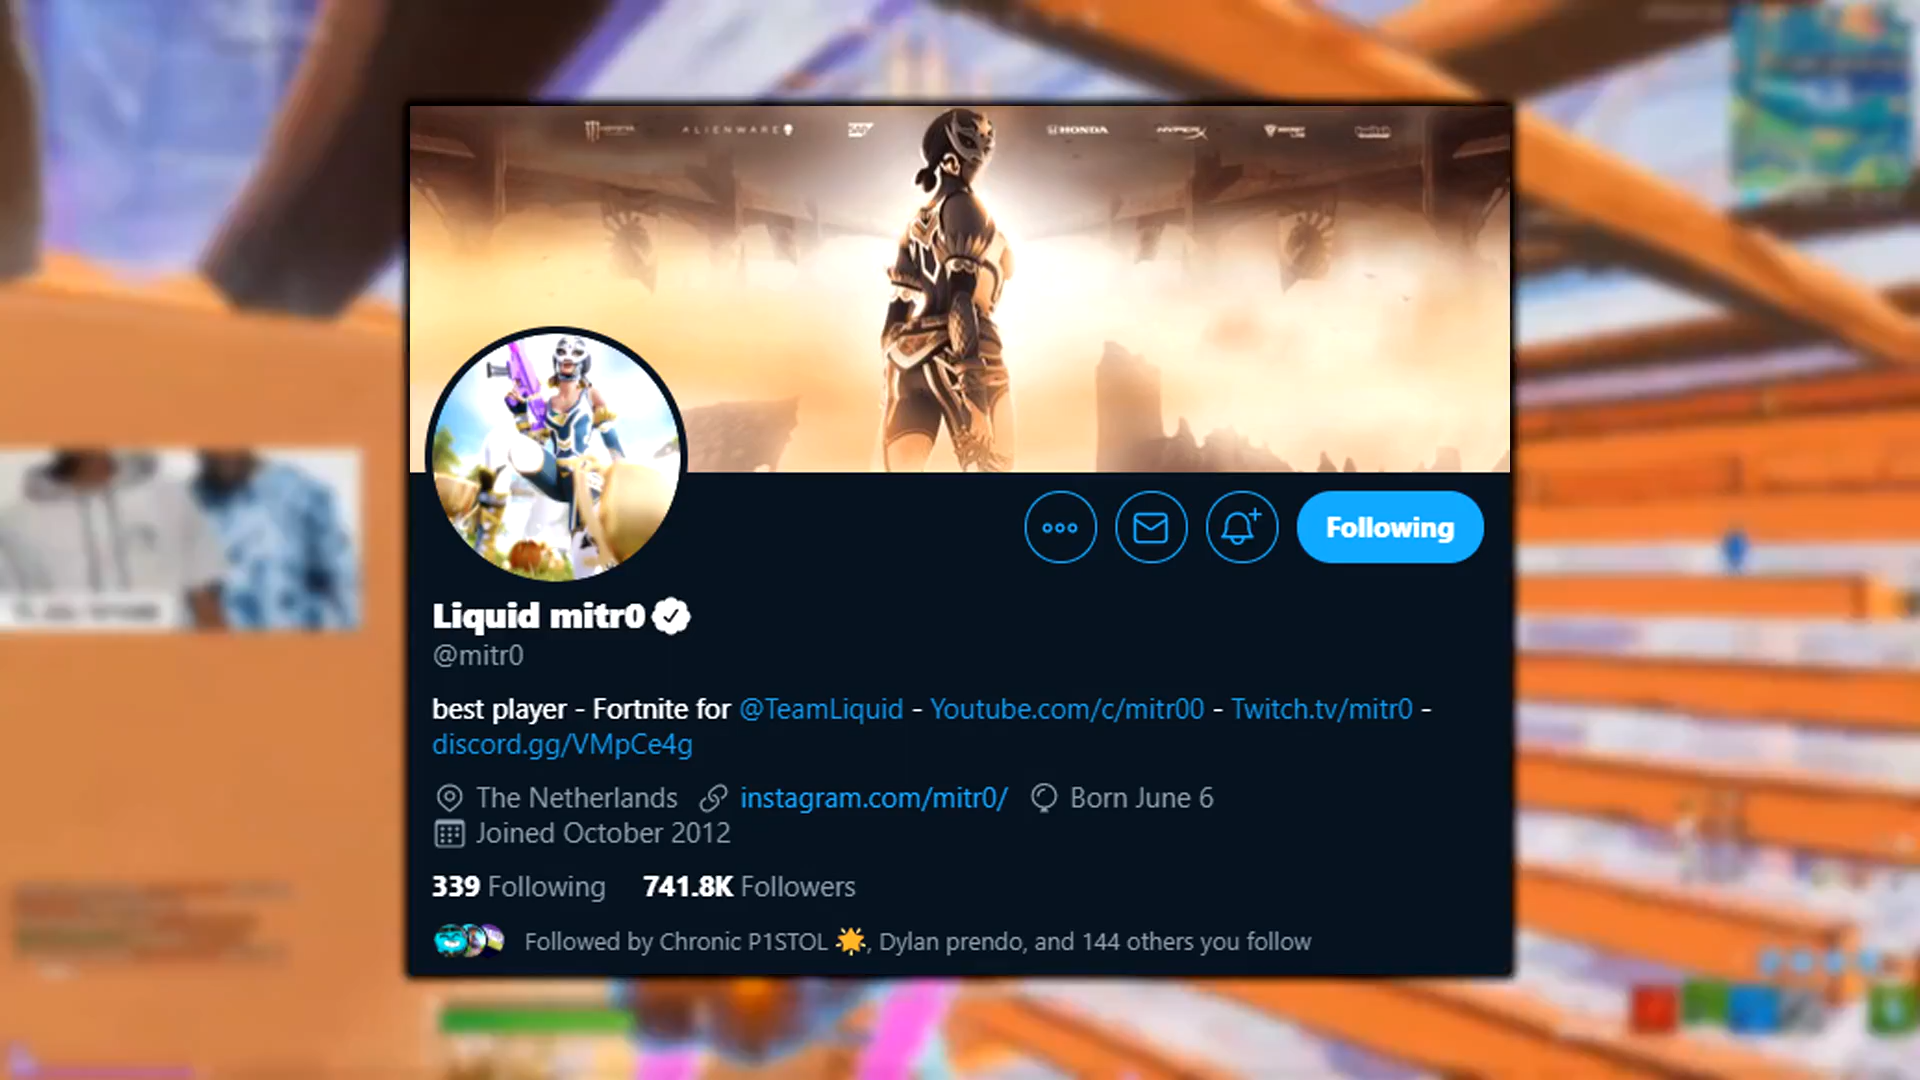 ALIENWARE
HONDA
HYPERX
Following
Liquid mitr0
@mitr0
best player - Fortnite for @TeamLiquid - Youtube.com/c/mitr00 - Twitch.tv/mitr0 -
discord.gg/VMpCe4g
The Netherlands instagram.com/mitr0/ Born June 6
Joined October 2012
339 Following 741.8K Followers
Followed by Chronic P1STOL 🌟, Dylan prendo, and 144 others you follow